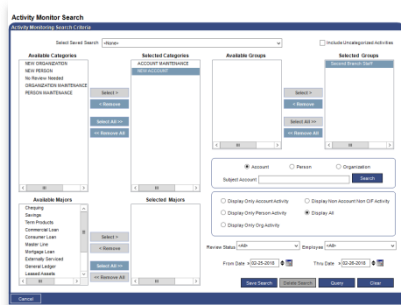 Activity Monitor Search
Activity Monitoring Search Criteria
Select Saved Search <None> Include Uncategorized Activities
Available Categories Selected Categories Available Groups Selected Groups
NEW ORGANIZATION
NEW PERSON
No Review Needed
ORGANIZATION MAINTENANCE
PERSON MAINTENANCE
ACCOUNT MAINTENANCE
NEW ACCOUNT
Second Branch Staff
Select >
< Remove
Select All >>
<< Remove All
Select >
< Remove
Select All >>
<< Remove All
Account Person Organization
Subject Account Search
Available Majors Selected Majors
Chequing
Savings
Term Products
Commercial Loan
Consumer Loan
Master Line
Mortgage Loan
Externally Serviced
General Ledger
Leased Assets
Select >
< Remove
Select All >>
<< Remove All
Display Only Account Activity Display Non Account Non O/F Activity
Display Only Person Activity Display All
Display Only Org Activity
Review Status <All> Employee <All>
From Date 02-25-2018 Thru Date 02-26-2018
Save Search Delete Search Query Clear
Cancel